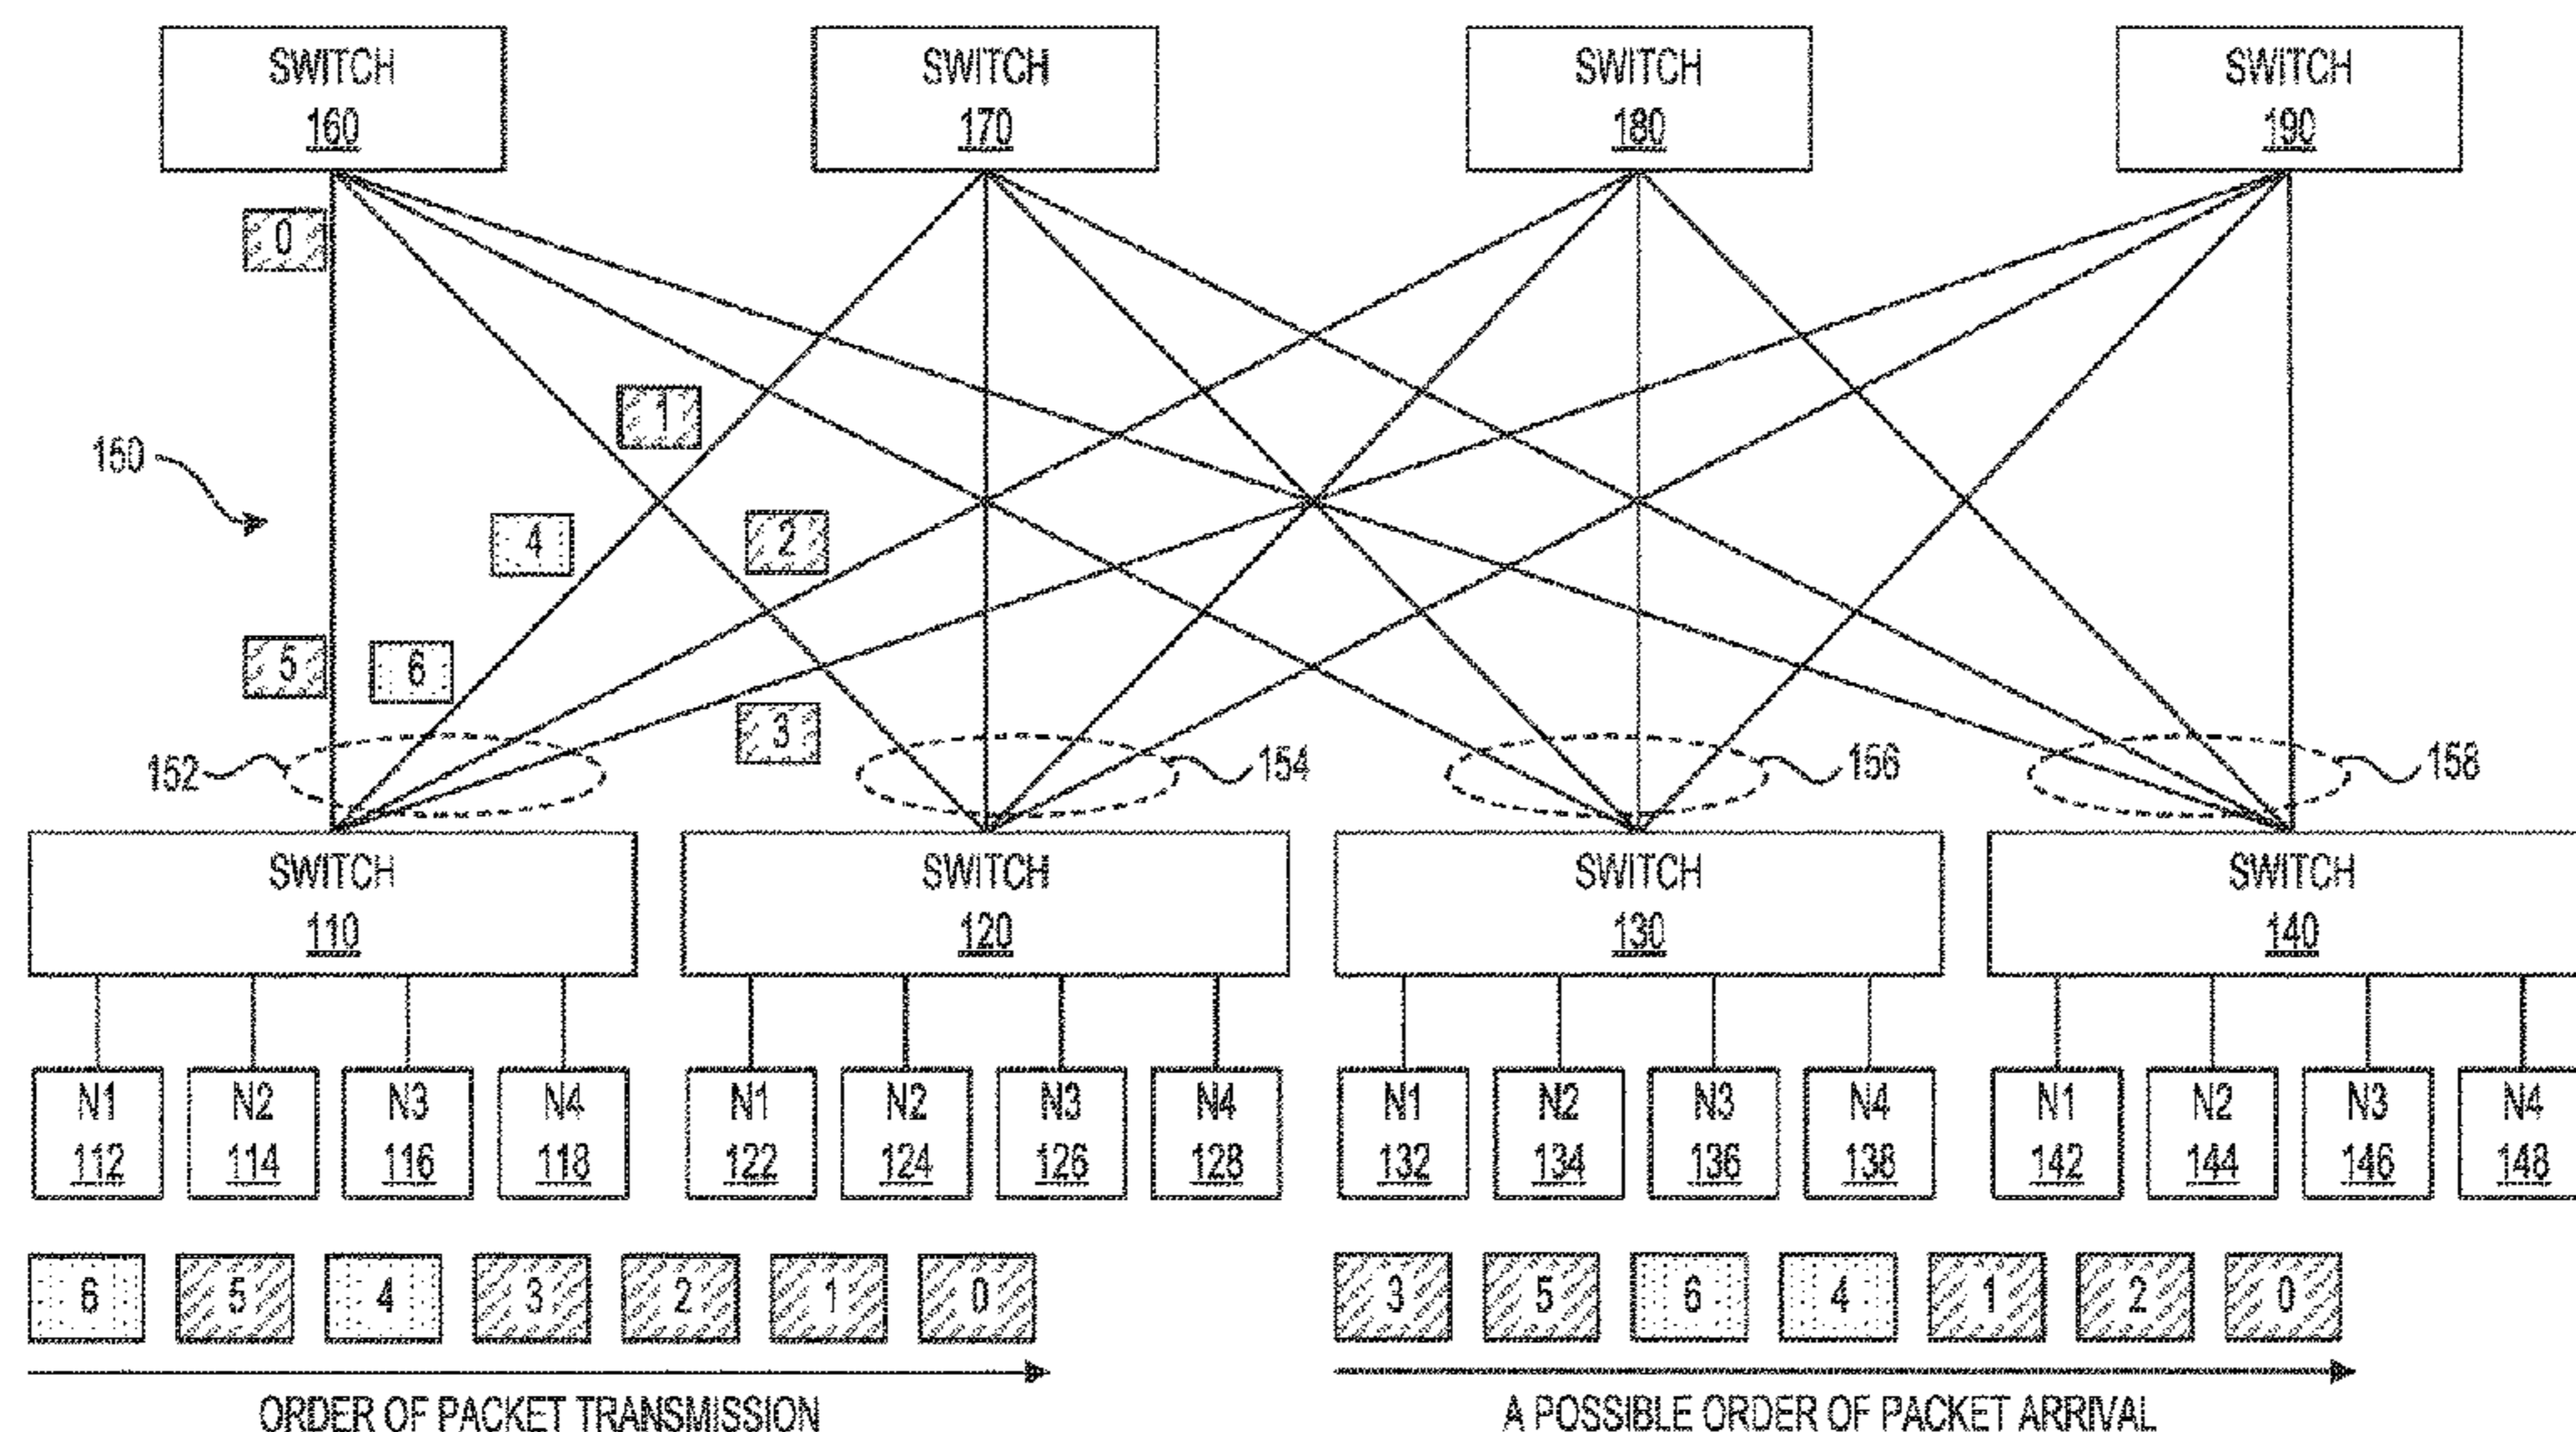 SWITCH SWITCH SWITCH SWITCH
160 170 180 190
0
1
150
4 2
5 6
3
152 154 156 158
SWITCH SWITCH SWITCH SWITCH
110 120 130 140
N1 N2 N3 N4 N1 N2 N3 N4 N1 N2 N3 N4 N1 N2 N3 N4
112 114 116 118 122 124 126 128 132 134 136 138 142 144 146 148
6 5 4 3 2 1 0 3 5 6 4 1 2 0
ORDER OF PACKET TRANSMISSION A POSSIBLE ORDER OF PACKET ARRIVAL